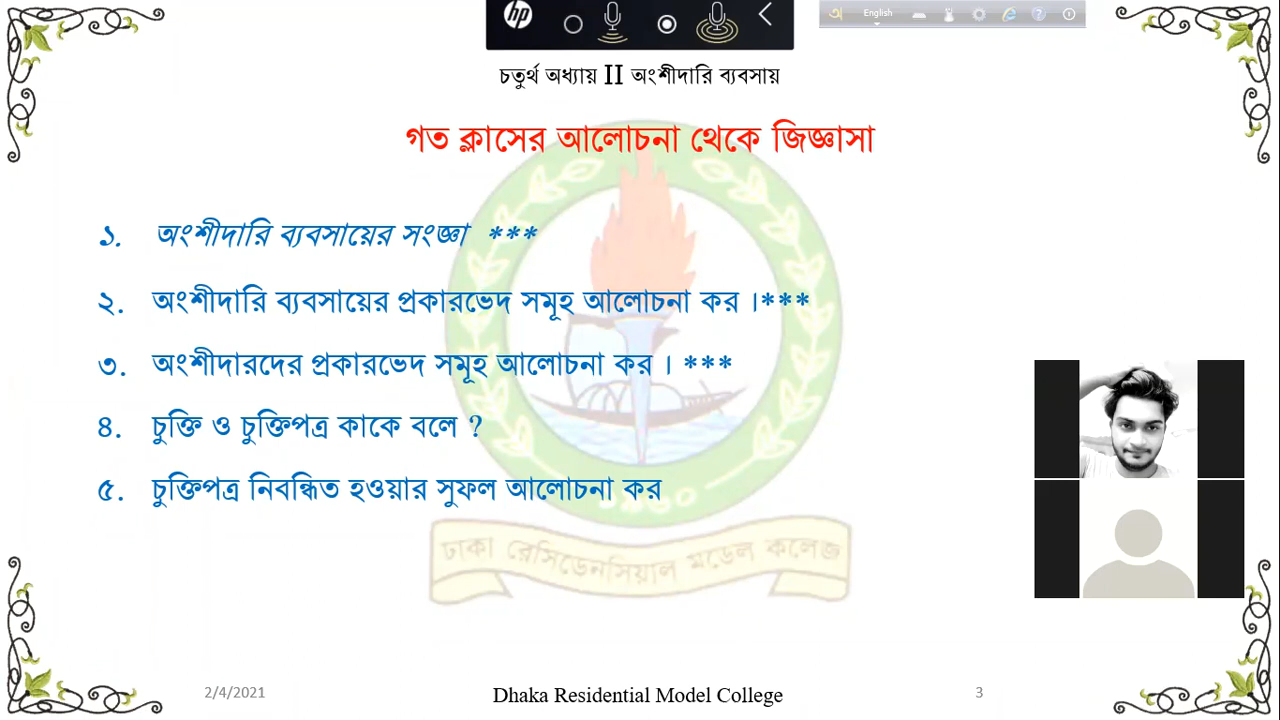 hp
English
চতুর্থ অধ্যায় II অংশীদারি ব্যবসায়
গত ক্লাসের আলোচনা থেকে জিজ্ঞাসা
১. অংশীদারি ব্যবসায়ের সংজ্ঞা ***
২. অংশীদারি ব্যবসায়ের প্রকারভেদ সমূহ আলোচনা কর ।***
৩. অংশীদারদের প্রকারভেদ সমূহ আলোচনা কর । ***
৪. চুক্তি ও চুক্তিপত্র কাকে বলে ?
৫. চুক্তিপত্র নিবন্ধিত হওয়ার সুফল আলোচনা কর
ঢাকা রেসিডেনসিয়াল মডেল কলেজ
2/4/2021
Dhaka Residential Model College
3